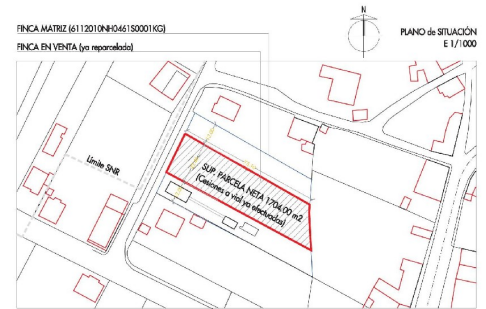 FINCA MATRIZ (6112010NH0461S0001KG)
FINCA EN VENTA (ya reparcelada)
N
PLANO de SITUACIÓN
E 1/1000
Límite SNR
SUP. PARCELA NETA 1704.00 m2
(Cesiones a vial ya efectuadas)